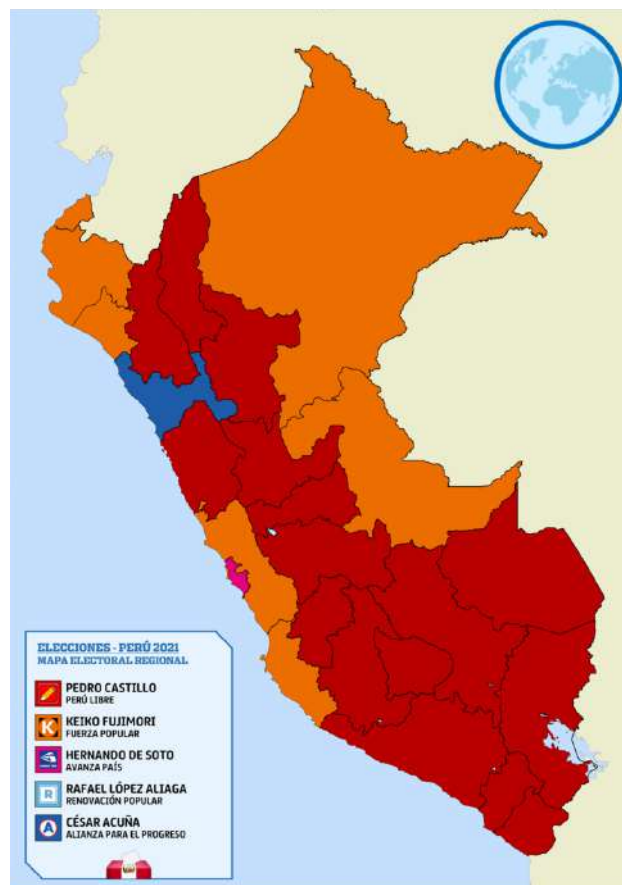 ELECCIONES - PERÚ 2021
MAPA ELECTORAL REGIONAL
PEDRO CASTILLO
PERÚ LIBRE
K
KEIKO FUJIMORI
FUERZA POPULAR
HERNANDO DE SOTO
AVANZA PAÍS
R
RAFAEL LÓPEZ ALIAGA
RENOVACIÓN POPULAR
A
CÉSAR ACUÑA
ALIANZA PARA EL PROGRESO